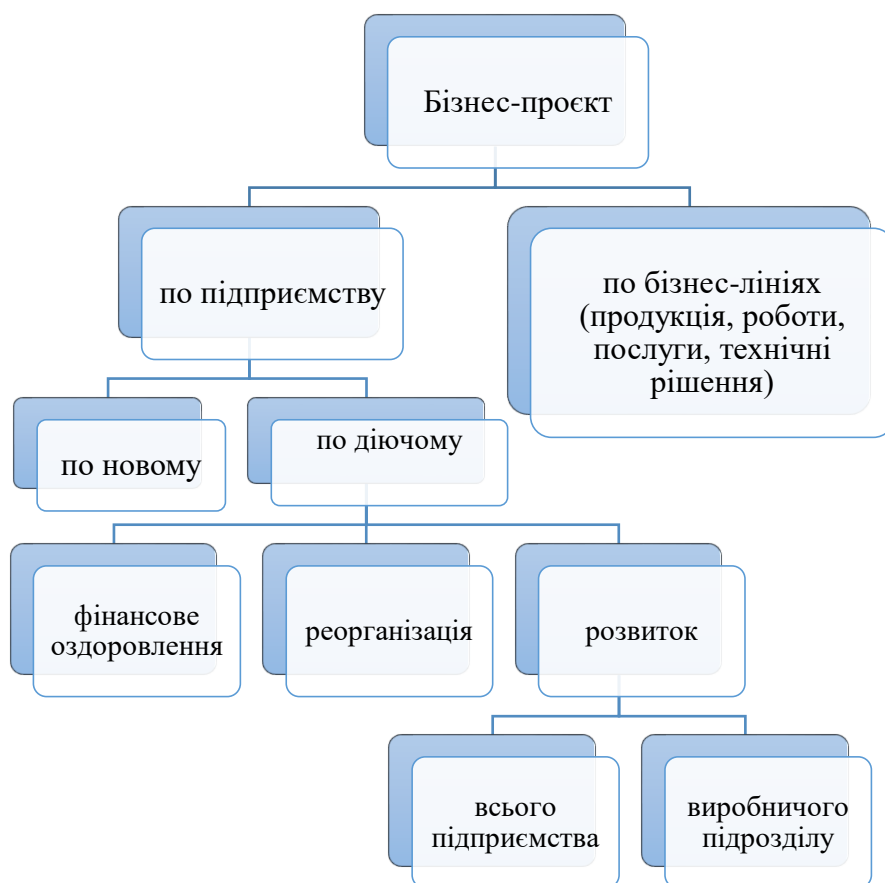 Бізнес-проєкт
по підприємству
по бізнес-лініях
(продукція, роботи,
послуги, технічні
рішення)
по новому
по діючому
фінансове
оздоровлення
реорганізація
розвиток
всього
підприємства
виробничого
підрозділу